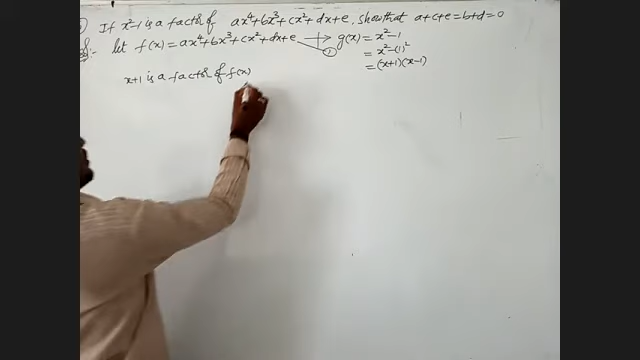 If x²-1 is a factor of ax⁴+bx³+cx²+dx+e, show that a+c+e=b+d=0
let f(x)=ax⁴+bx³+cx²+dx+e → g(x)=x²-1
① = x²-(1)²
=(x+1)(x-1)
x+1 is a factor of f(x)